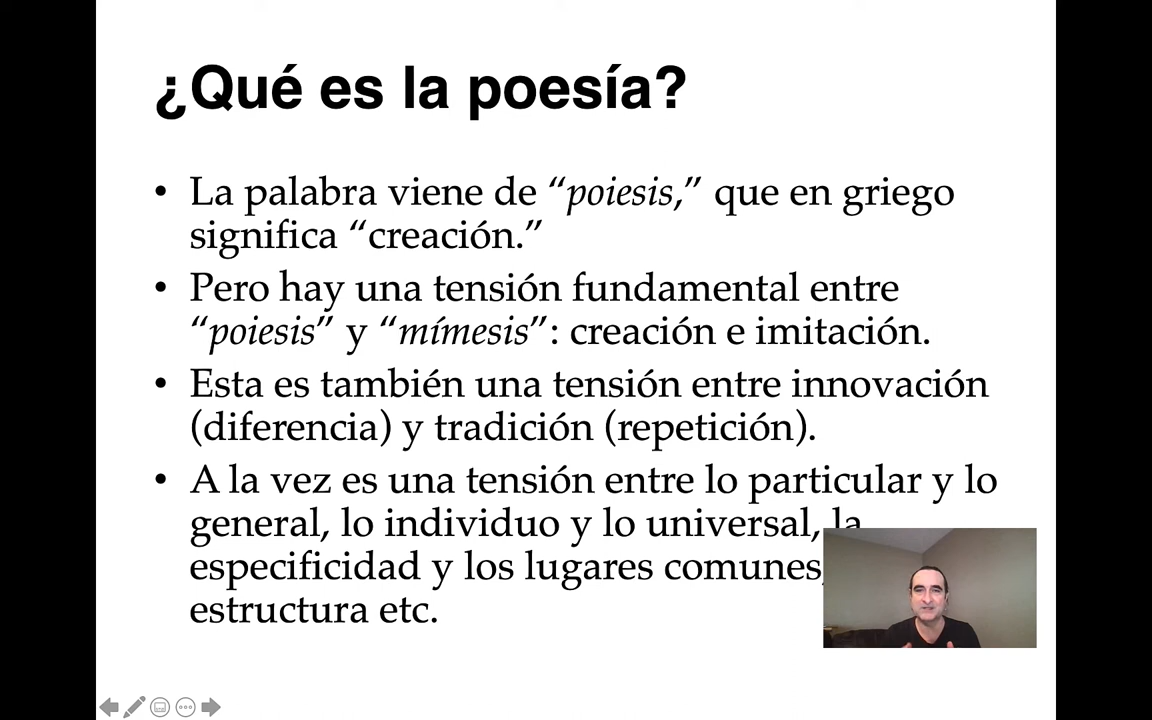 ¿Qué es la poesía?
• La palabra viene de “poiesis,” que en griego
significa “creación.”
• Pero hay una tensión fundamental entre
“poiesis” y “mímesis”: creación e imitación.
• Esta es también una tensión entre innovación
(diferencia) y tradición (repetición).
• A la vez es una tensión entre lo particular y lo
general, lo individuo y lo universal, la
especificidad y los lugares comunes,
estructura etc.